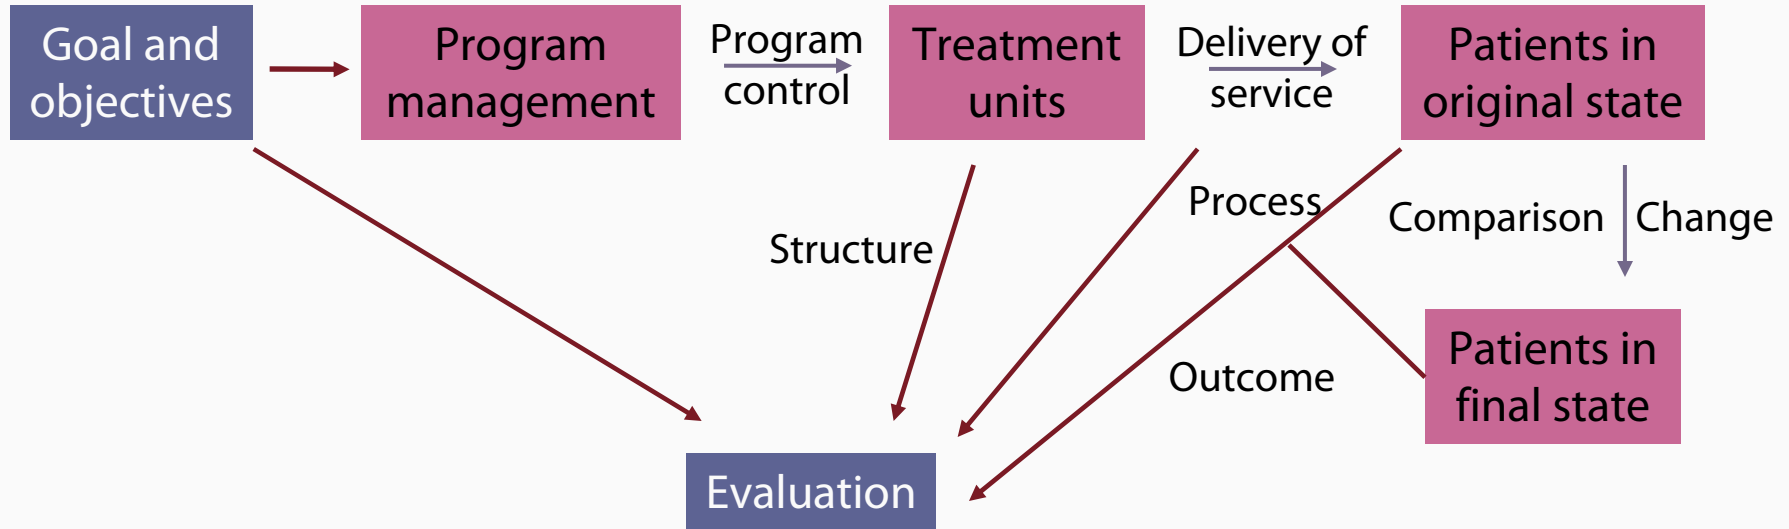 Goal and
objectives
Program
management
Program
control
Treatment
units
Delivery of
service
Patients in
original state
Structure
Process
Comparison
Change
Outcome
Patients in
final state
Evaluation